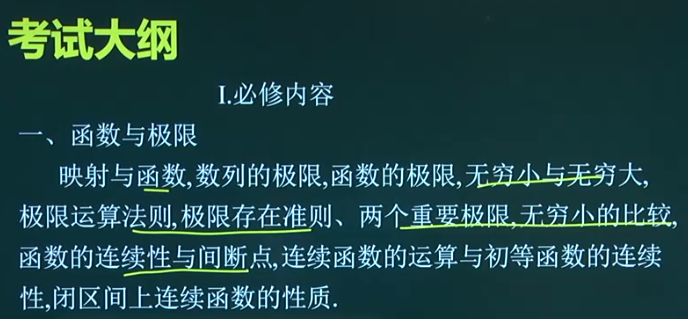 考试大纲
I.必修内容
一、函数与极限
映射与函数,数列的极限,函数的极限,无穷小与无穷大,
极限运算法则,极限存在准则、两个重要极限,无穷小的比较,
函数的连续性与间断点,连续函数的运算与初等函数的连续
性,闭区间上连续函数的性质.